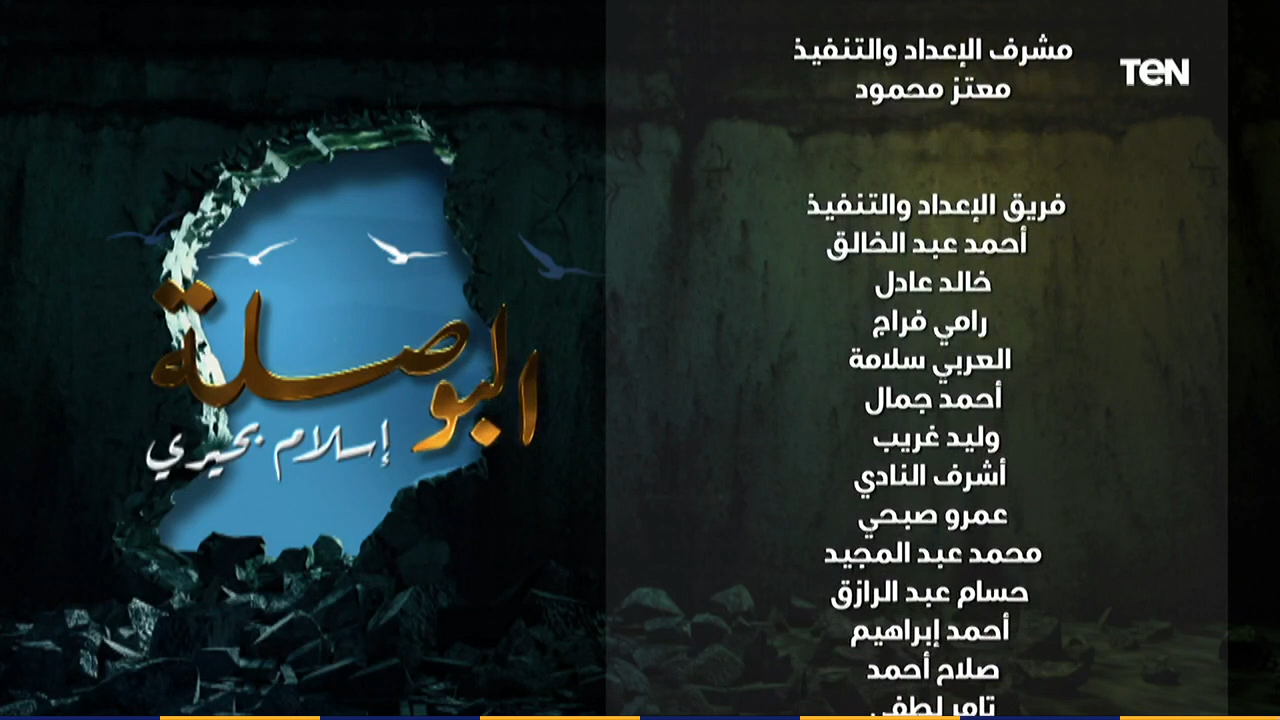 TEN
مشرف الإعداد والتنفيذ
معتز محمود
فريق الإعداد والتنفيذ
أحمد عبد الخالق
خالد عادل
رامي فراج
العربي سلامة
أحمد جمال
وليد غريب
أشرف النادي
عمرو صبحي
محمد عبد المجيد
حسام عبد الرازق
أحمد إبراهيم
صلاح أحمد
تامر لطفي
البوصلة
إسلام بحيري